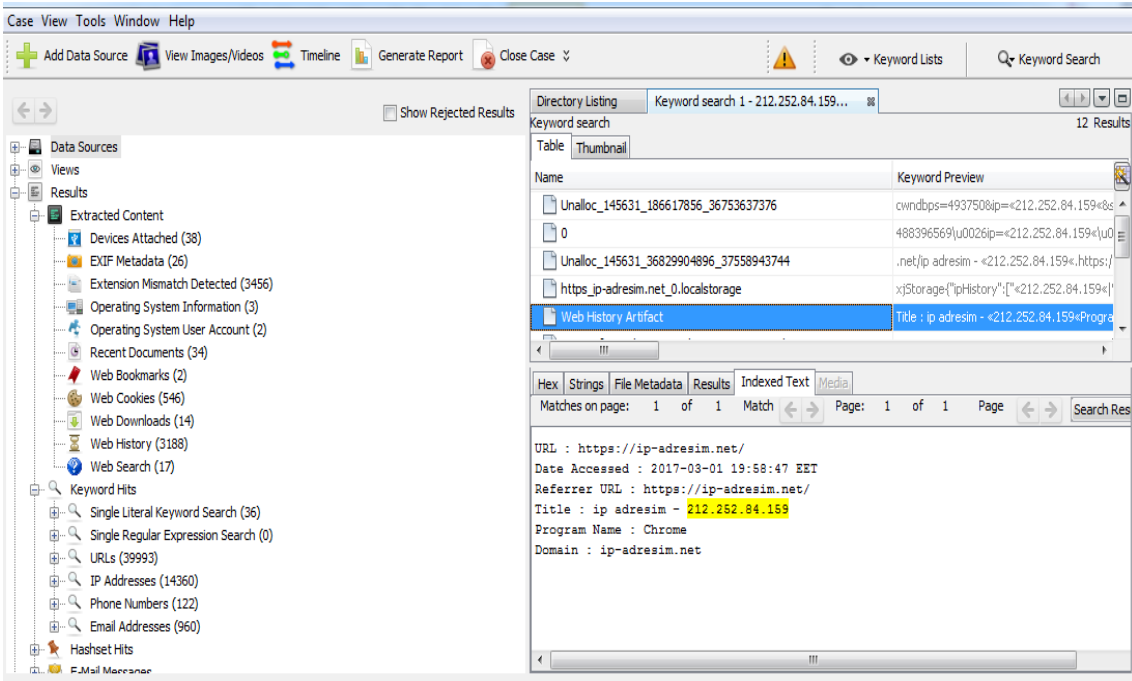 Case View Tools Window Help
Add Data Source View Images/Videos Timeline Generate Report Close Case Keyword Lists Keyword Search
Show Rejected Results
Data Sources
Views
Results
Extracted Content
Devices Attached (38)
EXIF Metadata (26)
Extension Mismatch Detected (3456)
Operating System Information (3)
Operating System User Account (2)
Recent Documents (34)
Web Bookmarks (2)
Web Cookies (546)
Web Downloads (14)
Web History (3188)
Web Search (17)
Keyword Hits
Single Literal Keyword Search (36)
Single Regular Expression Search (0)
URLs (39993)
IP Addresses (14360)
Phone Numbers (122)
Email Addresses (960)
Hashset Hits
E-Mail Messages
Directory Listing Keyword search 1 - 212.252.84.159...
Keyword search 12 Results
Table Thumbnail
Name Keyword Preview
Unalloc_145631_186617856_36753637376 cwndbps=493750&ip=«212.252.84.159«&s
0 488396569\u0026ip=«212.252.84.159«\u0
Unalloc_145631_36829904896_37558943744 .net/ip adresim - «212.252.84.159«.https:/
https_ip-adresim.net_0.localstorage xjStorage{"ipHistory":["«212.252.84.159«|"
Web History Artifact Title : ip adresim - «212.252.84.159«Progra
Hex Strings File Metadata Results Indexed Text Media
Matches on page: 1 of 1 Match Page: 1 of 1 Page Search Res
URL : https://ip-adresim.net/
Date Accessed : 2017-03-01 19:58:47 EET
Referrer URL : https://ip-adresim.net/
Title : ip adresim - 212.252.84.159
Program Name : Chrome
Domain : ip-adresim.net